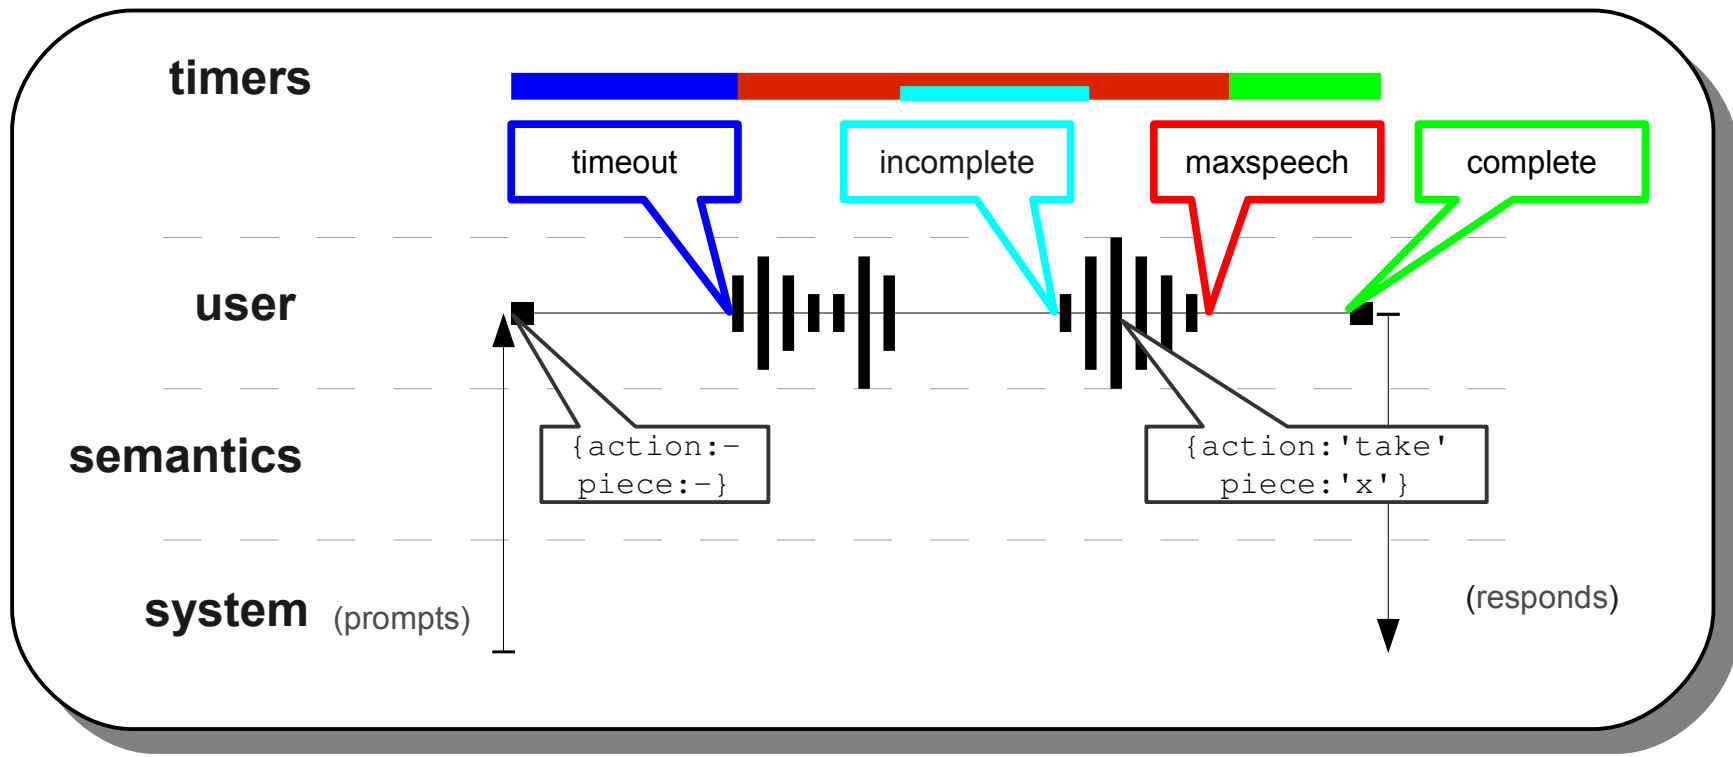 timers
timeout
incomplete
maxspeech
complete
user
semantics
{action:-
piece:-}
{action:'take'
piece:'x'}
system
(prompts)
(responds)